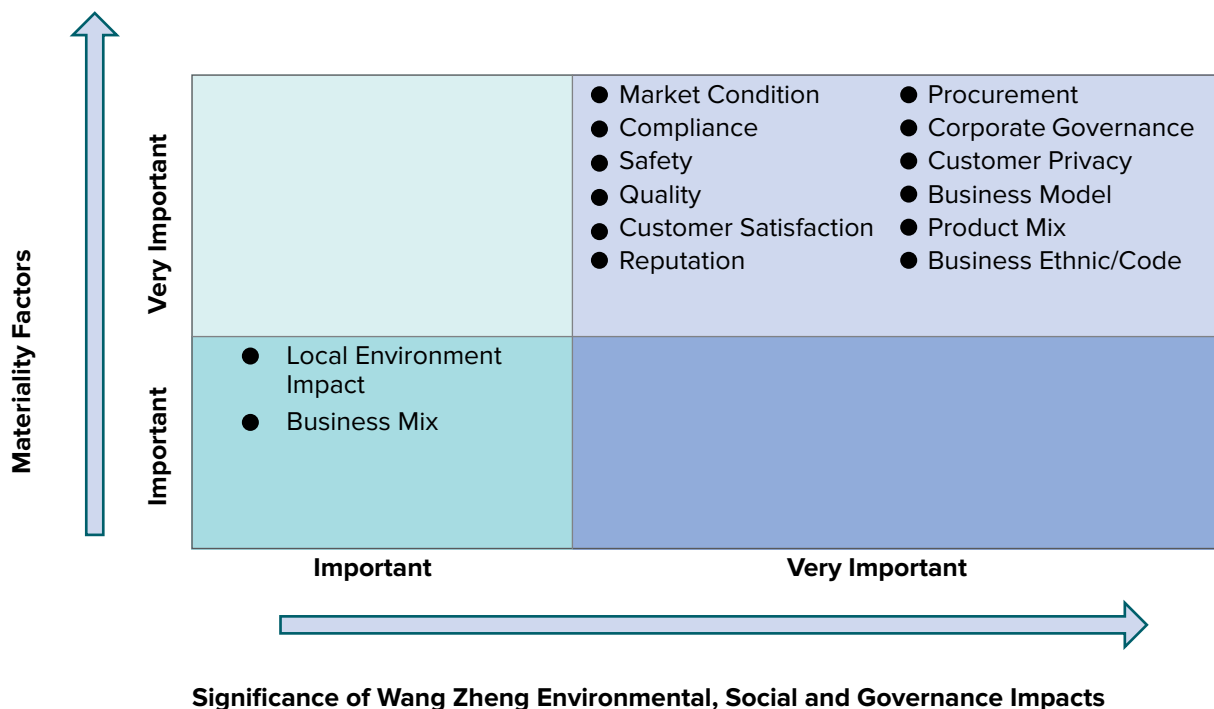 Materiality Factors
Very Important
Important
Market Condition
Compliance
Safety
Quality
Customer Satisfaction
Reputation
Procurement
Corporate Governance
Customer Privacy
Business Model
Product Mix
Business Ethnic/Code
Local Environment
Impact
Business Mix
Important
Very Important
Significance of Wang Zheng Environmental, Social and Governance Impacts